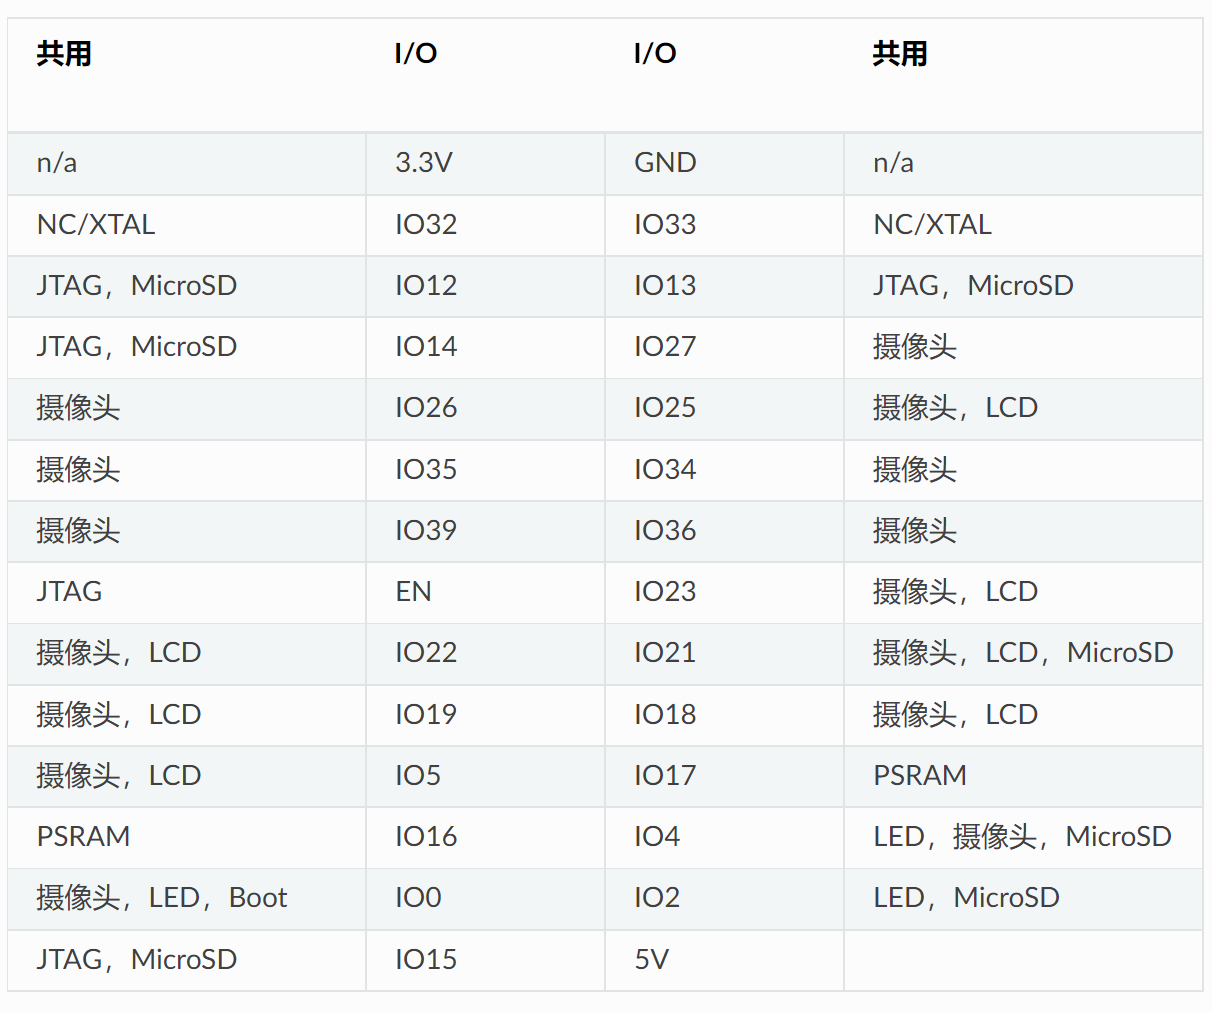 共用 I/O I/O 共用
n/a 3.3V GND n/a
NC/XTAL IO32 IO33 NC/XTAL
JTAG，MicroSD IO12 IO13 JTAG，MicroSD
JTAG，MicroSD IO14 IO27 摄像头
摄像头 IO26 IO25 摄像头，LCD
摄像头 IO35 IO34 摄像头
摄像头 IO39 IO36 摄像头
JTAG EN IO23 摄像头，LCD
摄像头，LCD IO22 IO21 摄像头，LCD，MicroSD
摄像头，LCD IO19 IO18 摄像头，LCD
摄像头，LCD IO5 IO17 PSRAM
PSRAM IO16 IO4 LED，摄像头，MicroSD
摄像头，LED，Boot IO0 IO2 LED，MicroSD
JTAG，MicroSD IO15 5V